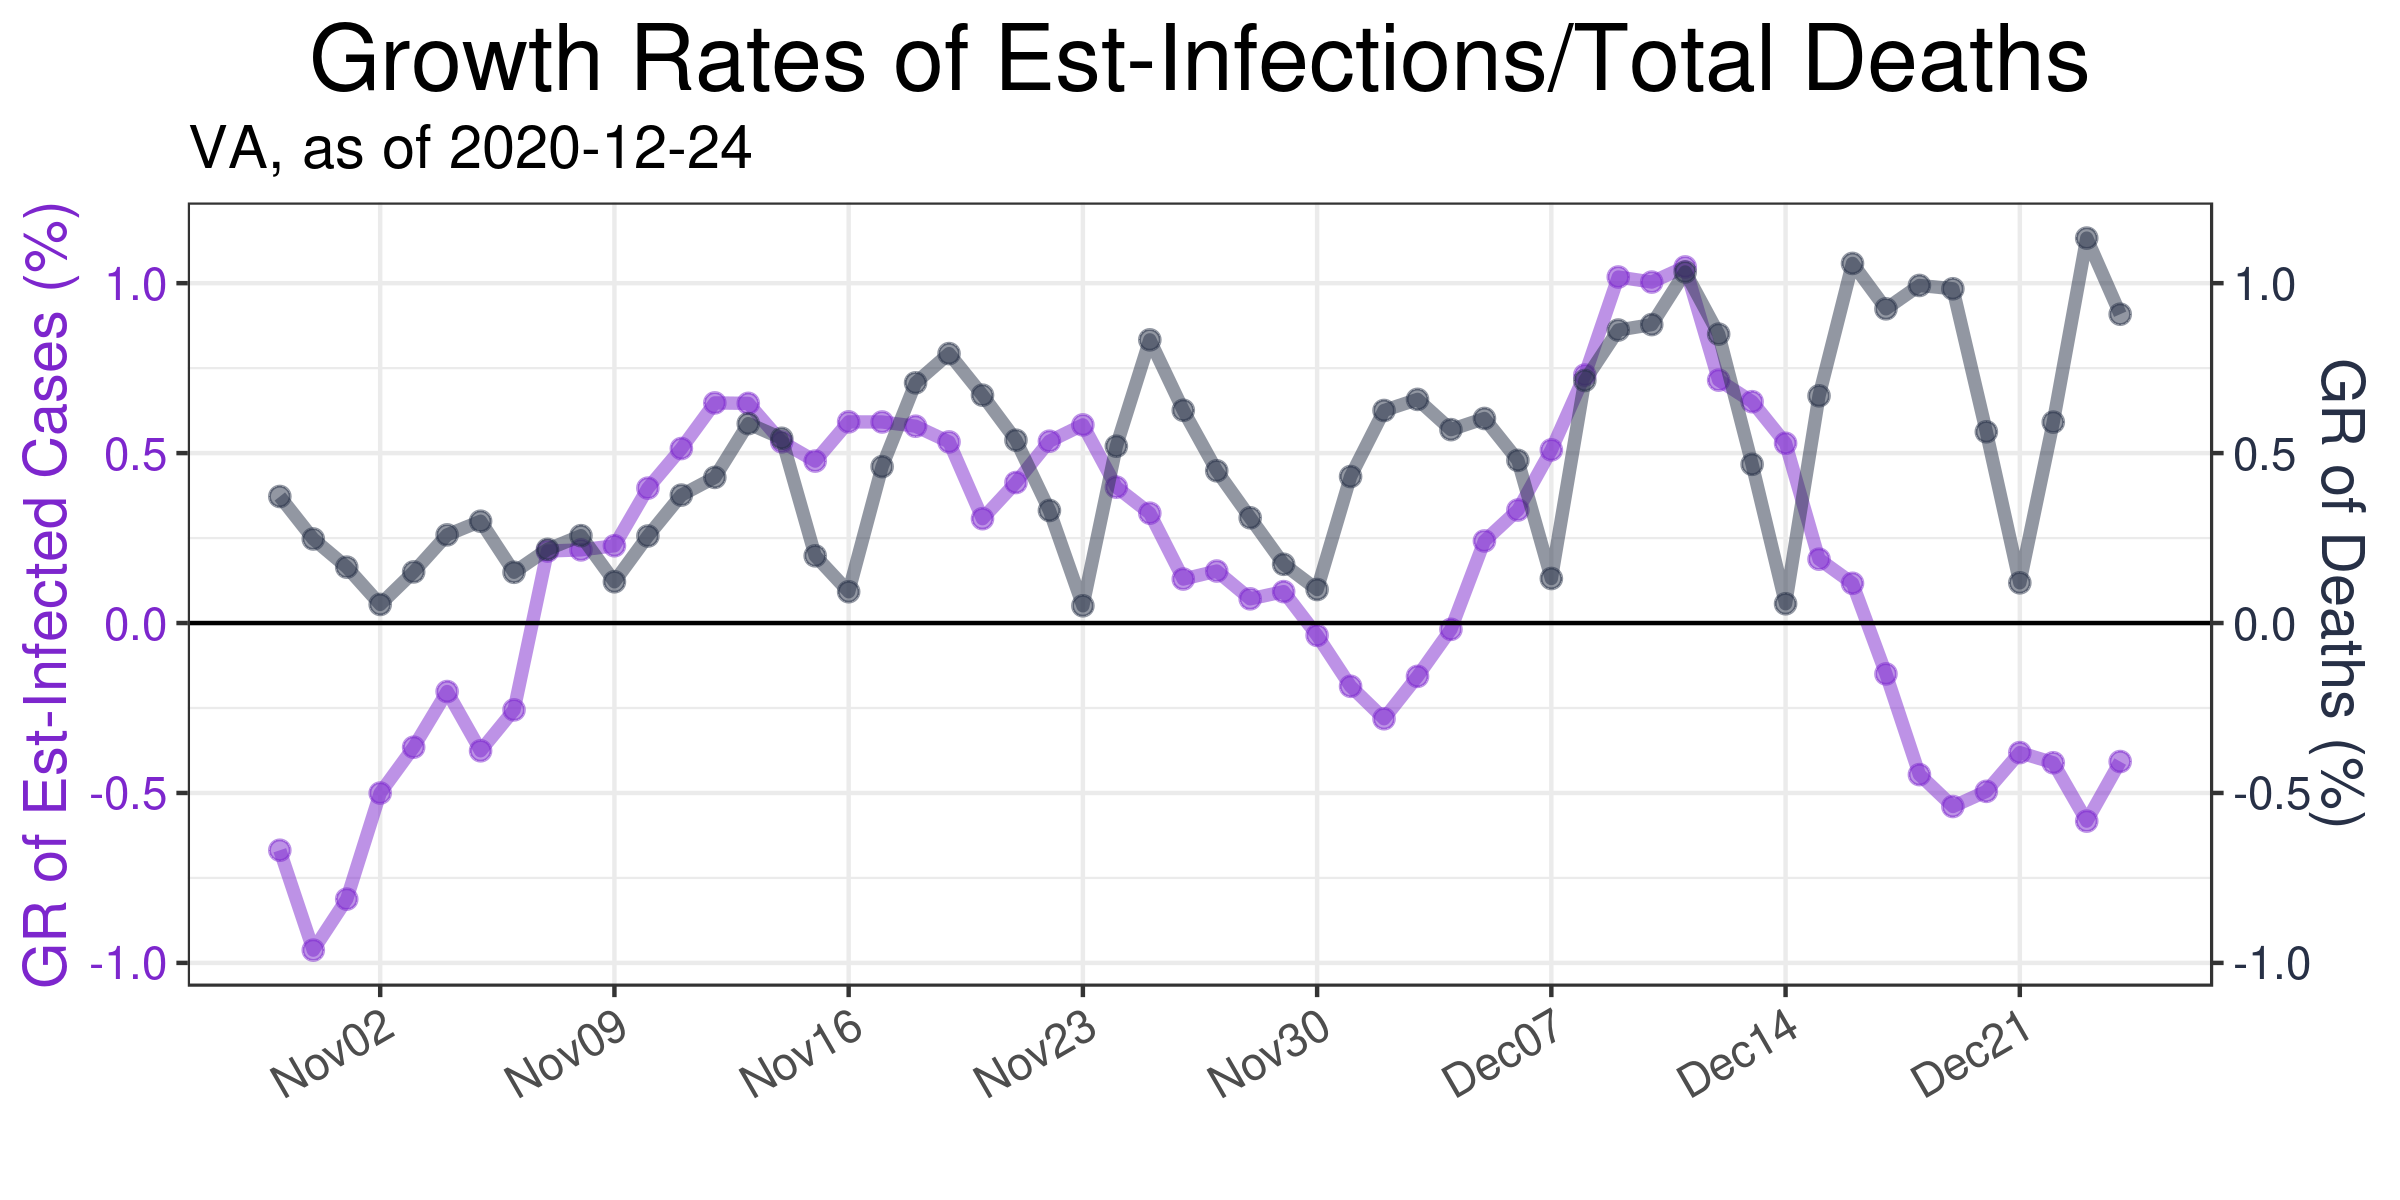 Growth Rates of Est-Infections/Total Deaths
VA, as of 2020-12-24
GR of Est-Infected Cases (%)
1.0
0.5
0.0
-0.5
-1.0
1.0
0.5
0.0
-0.5
-1.0
GR of Deaths (%)
Nov02
Nov09
Nov16
Nov23
Nov30
Dec07
Dec14
Dec21